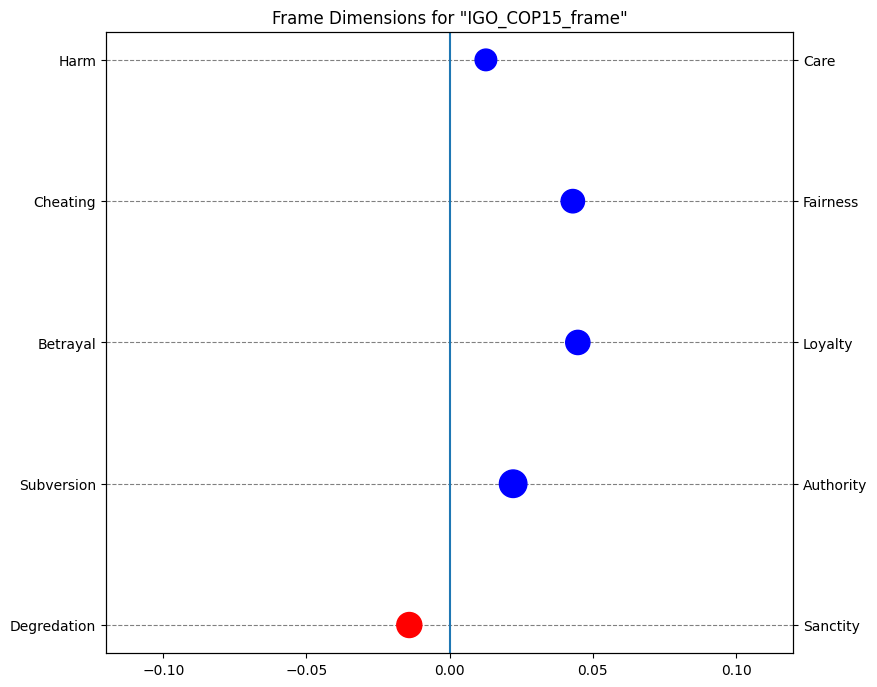 Frame Dimensions for "IGO_COP15_frame"
Harm Care
Cheating Fairness
Betrayal Loyalty
Subversion Authority
Degredation Sanctity
−0.10 −0.05 0.00 0.05 0.10